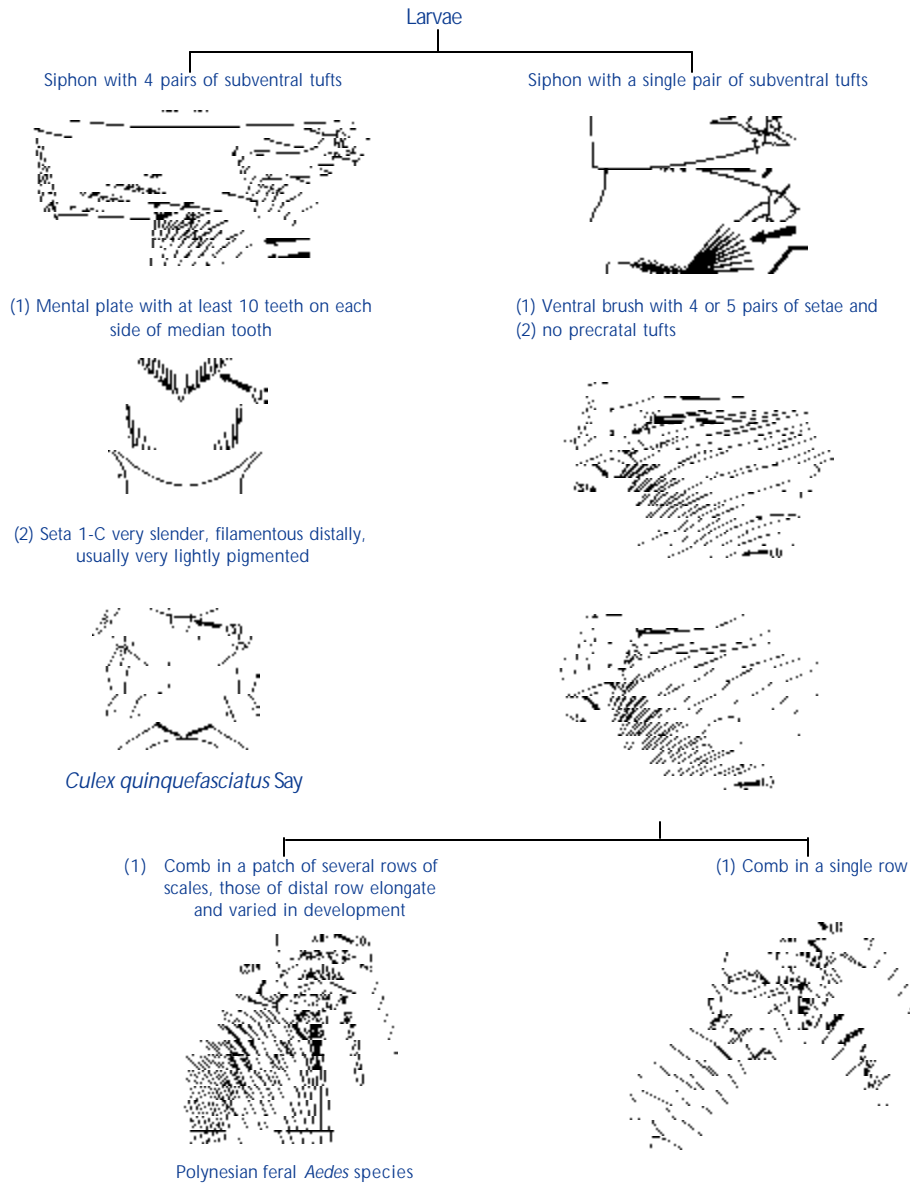 Larvae
Siphon with 4 pairs of subventral tufts
Siphon with a single pair of subventral tufts
(1) Mental plate with at least 10 teeth on each
side of median tooth
(1) Ventral brush with 4 or 5 pairs of setae and
(2) no precratal tufts
(2) Seta 1-C very slender, filamentous distally,
usually very lightly pigmented
Culex quinquefasciatus Say
(1) Comb in a patch of several rows of
scales, those of distal row elongate
and varied in development
(1) Comb in a single row
Polynesian feral Aedes species